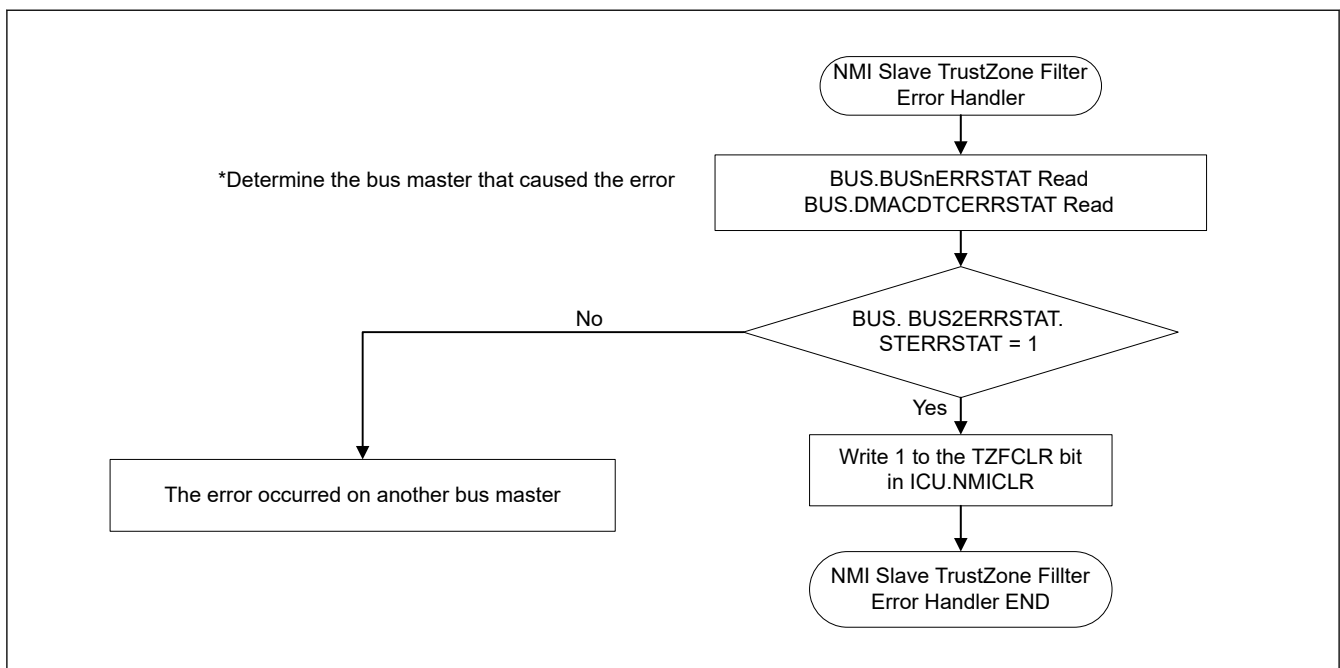 NMI Slave TrustZone Filter
Error Handler
*Determine the bus master that caused the error
BUS.BUSnERRSTAT Read
BUS.DMACDTCERRSTAT Read
BUS. BUS2ERRSTAT.
STERRSTAT = 1
No
Yes
Write 1 to the TZFCLR bit
in ICU.NMICLR
The error occurred on another bus master
NMI Slave TrustZone Fillter
Error Handler END